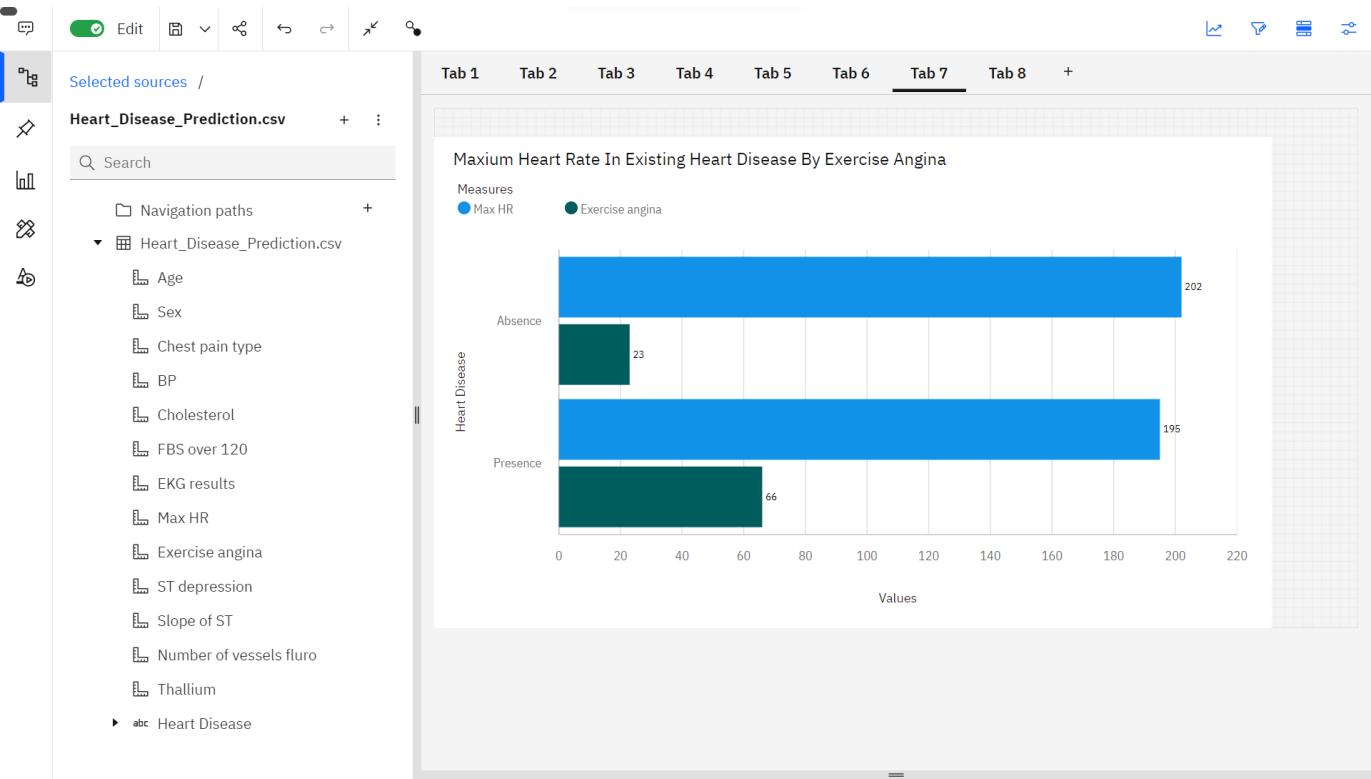 Edit
Selected sources /
Heart_Disease_Prediction.csv
Search
Navigation paths
Heart_Disease_Prediction.csv
Age
Sex
Chest pain type
BP
Cholesterol
FBS over 120
EKG results
Max HR
Exercise angina
ST depression
Slope of ST
Number of vessels fluro
Thallium
abc Heart Disease
Tab 1 Tab 2 Tab 3 Tab 4 Tab 5 Tab 6 Tab 7 Tab 8 +
Maxium Heart Rate In Existing Heart Disease By Exercise Angina
Measures
Max HR Exercise angina
Heart Disease
Absence
202
23
Presence
195
66
0 20 40 60 80 100 120 140 160 180 200 220
Values